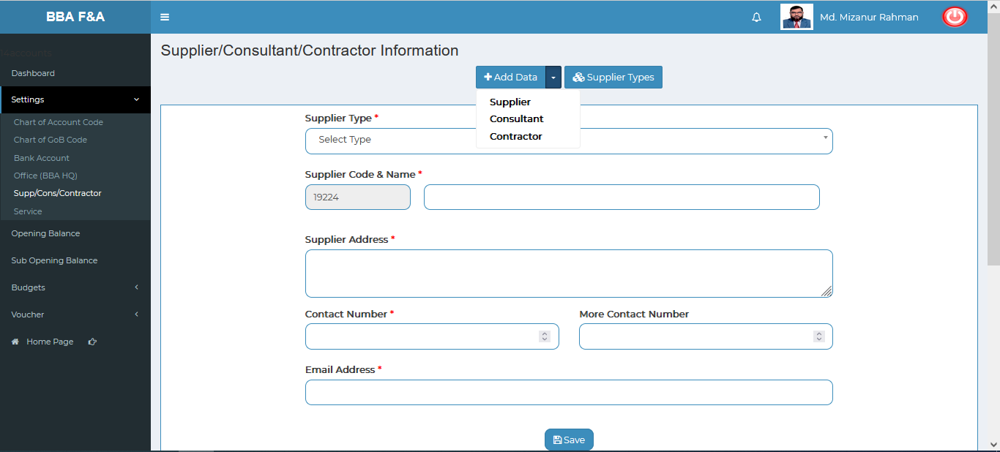 BBA F&A
Md. Mizanur Rahman
Accounts
Dashboard
Settings
Chart of Account Code
Chart of GoB Code
Bank Account
Office (BBA HQ)
Supp/Cons/Contractor
Service
Opening Balance
Sub Opening Balance
Budgets
Voucher
Home Page
Supplier/Consultant/Contractor Information
Add Data
Supplier Types
Supplier
Consultant
Contractor
Supplier Type *
Select Type
Supplier Code & Name *
19224
Supplier Address *
Contact Number * More Contact Number
Email Address *
Save